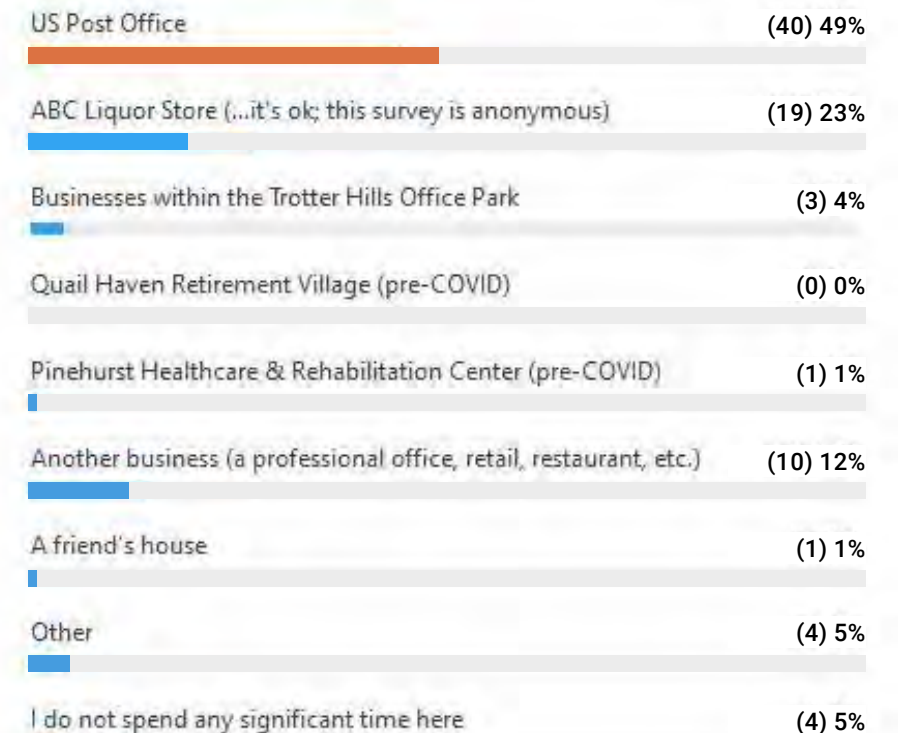 US Post Office (40) 49%
ABC Liquor Store (...it's ok; this survey is anonymous) (19) 23%
Businesses within the Trotter Hills Office Park (3) 4%
Quail Haven Retirement Village (pre-COVID) (0) 0%
Pinehurst Healthcare & Rehabilitation Center (pre-COVID) (1) 1%
Another business (a professional office, retail, restaurant, etc.) (10) 12%
A friend's house (1) 1%
Other (4) 5%
I do not spend any significant time here (4) 5%